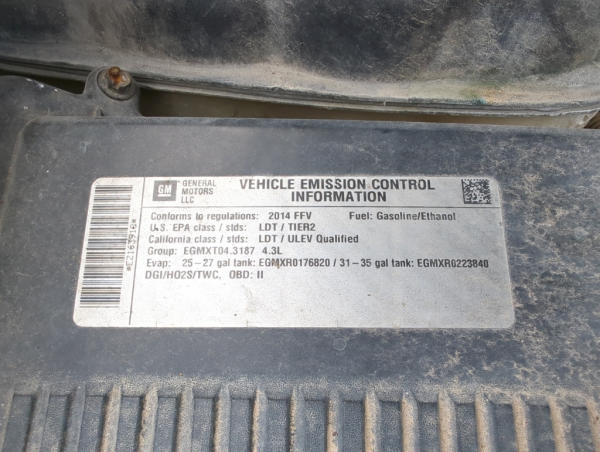 GM
GENERAL MOTORS LLC
VEHICLE EMISSION CONTROL INFORMATION
Conforms to regulations: 2014 FFV Fuel: Gasoline/Ethanol
U.S. EPA class / stds: LDT / TIER2
California class / stds: LDT / ULEV Qualified
Group: EGMXT04.3187 4.3L
Evap: 25-27 gal tank: EGMXR0176820 / 31-35 gal tank: EGMXR0223840
DGI/HO2S/TWC, OBD: II